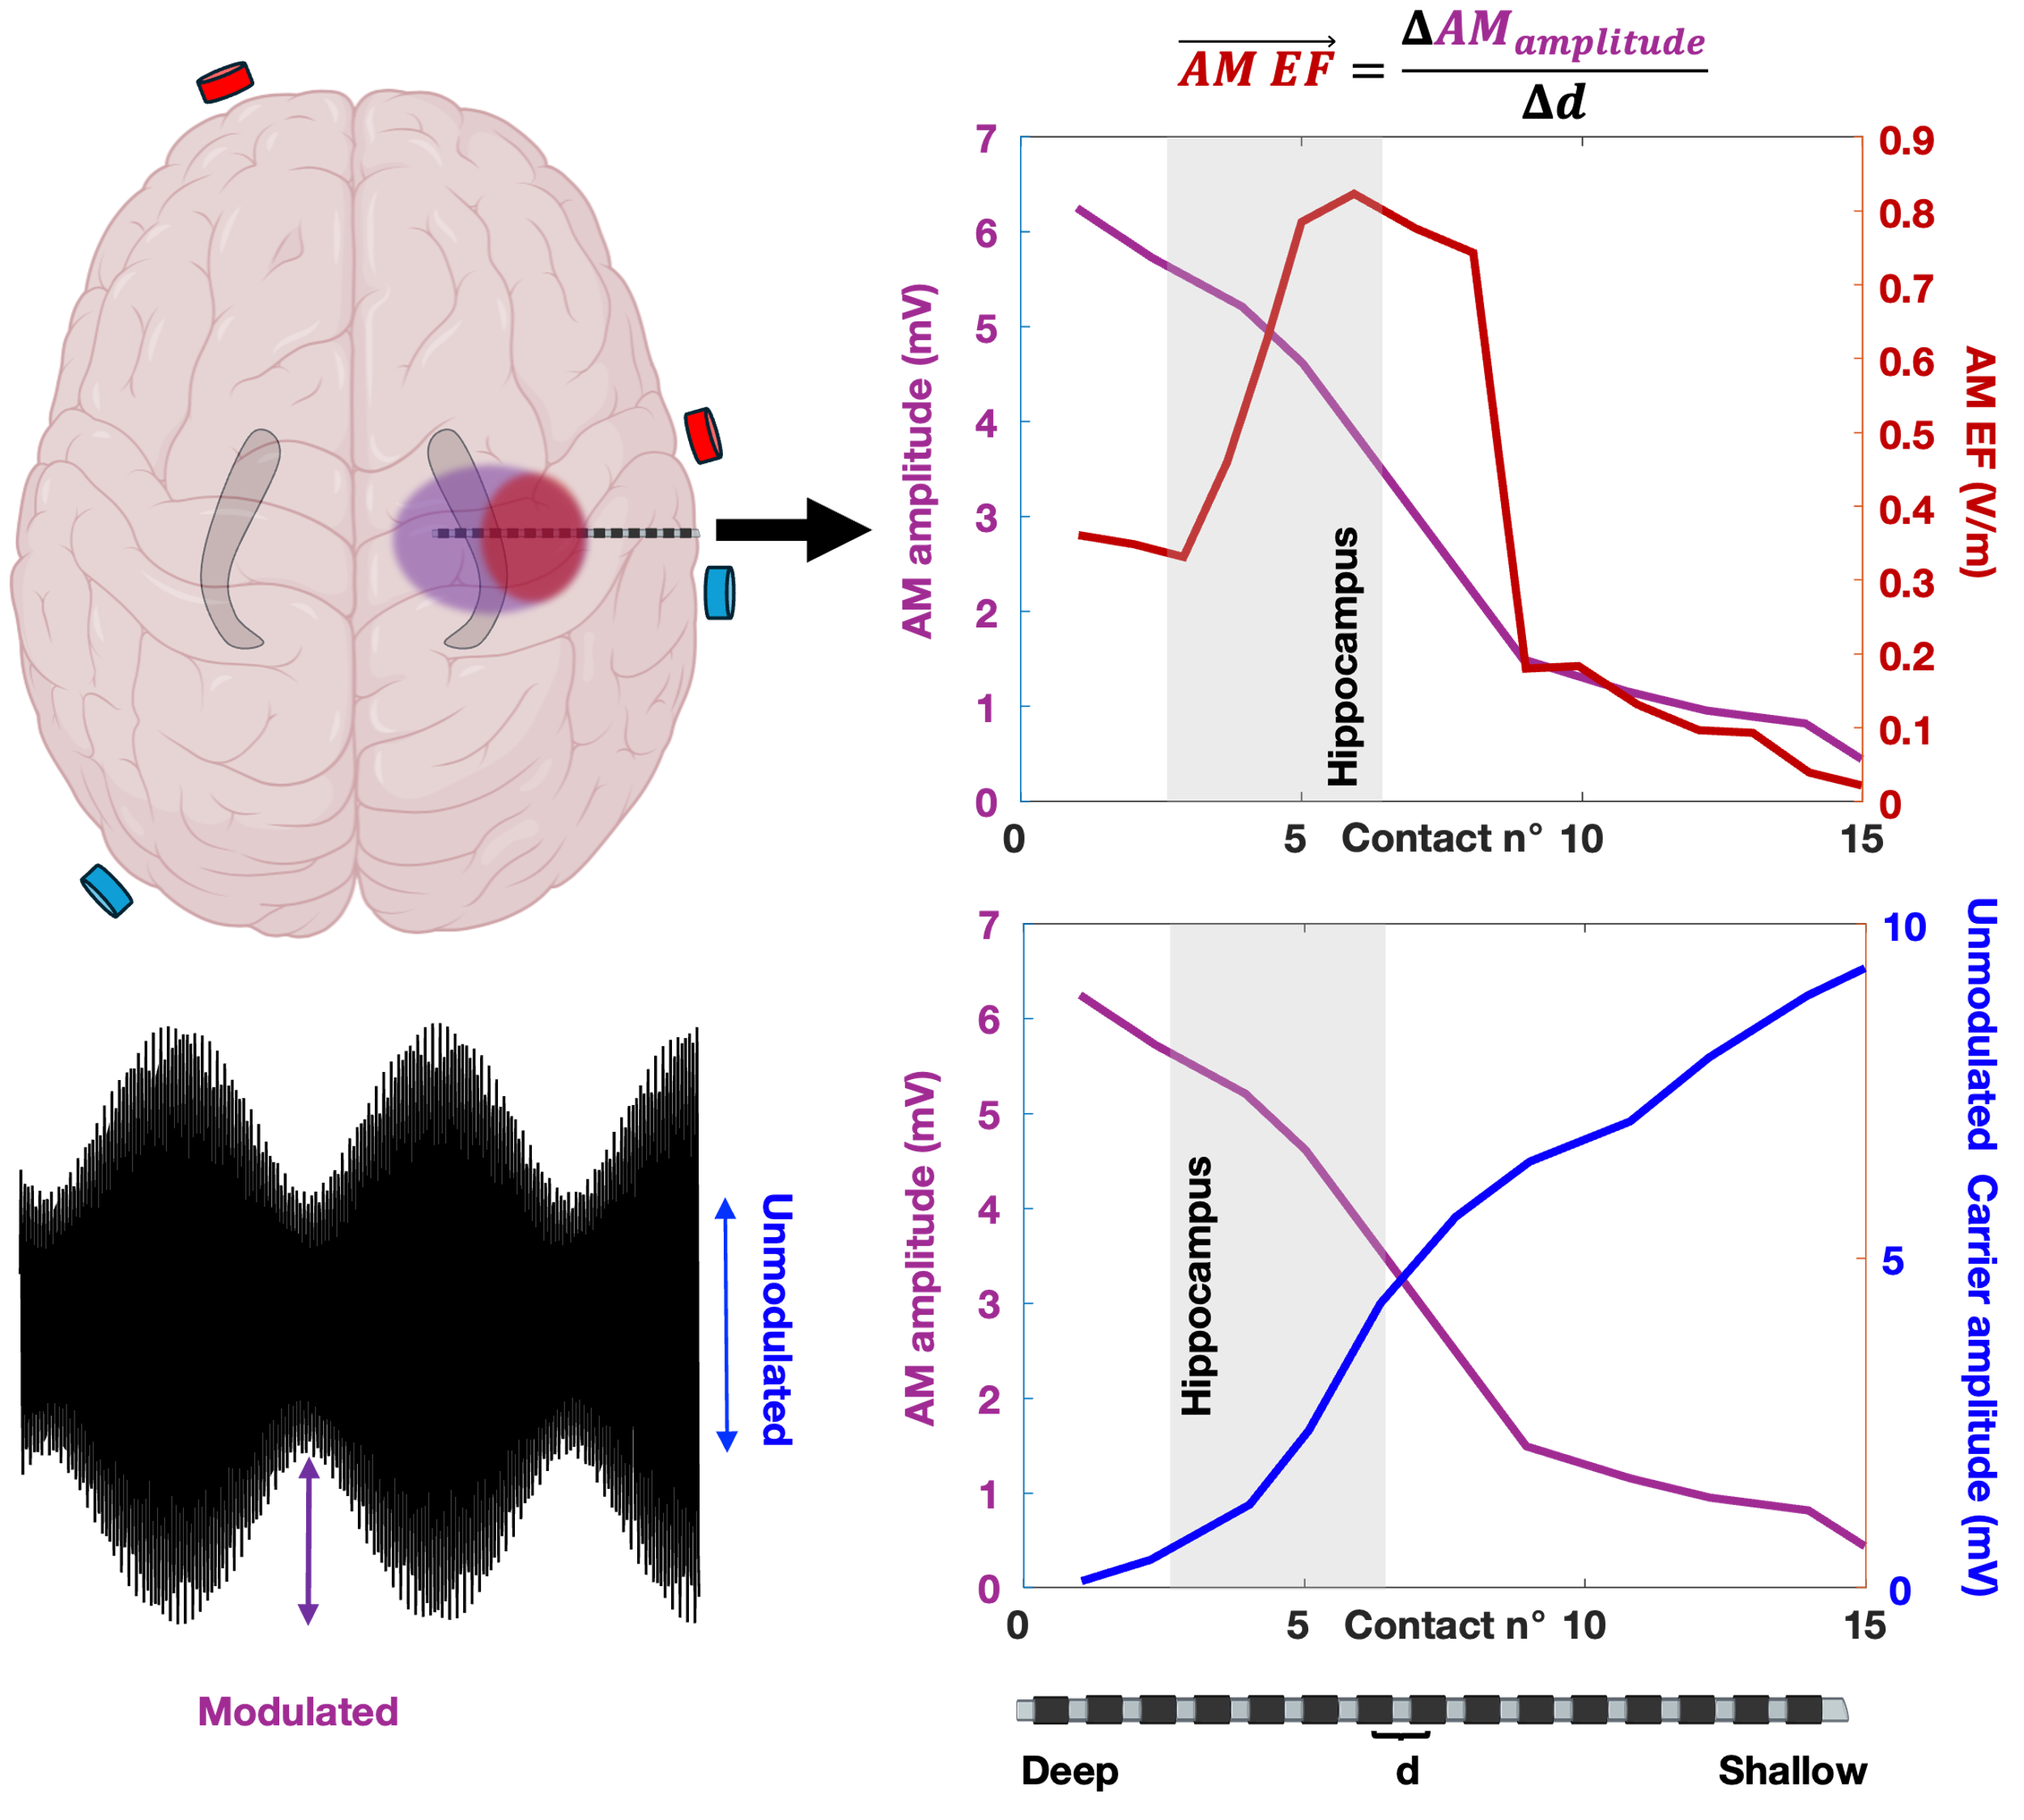 AM EF = ΔAM amplitude / Δd
7
6
5
4
3
2
1
0
AM amplitude (mV)
Hippocampus
0.9
0.8
0.7
0.6
0.5
0.4
0.3
0.2
0.1
0
AM EF (W/m)
0 5 Contact n° 10 15
7
6
5
4
3
2
1
0
AM amplitude (mV)
Hippocampus
10
5
0
Unmodulated Carrier amplitude (mV)
0 5 Contact n° 10 15
Unmodulated
Modulated
Deep d Shallow